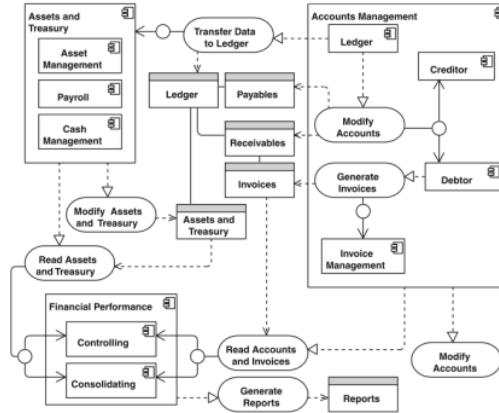 Assets and
Treasury
Asset
Management
Payroll
Cash
Management
Transfer Data
to Ledger
Accounts Management
Ledger
Creditor
Ledger
Payables
Modify
Accounts
Receivables
Invoices
Generate
Invoices
Debtor
Modify Assets
and Treasury
Assets and
Treasury
Invoice
Management
Read Assets
and Treasury
Financial Performance
Controlling
Consolidating
Read Accounts
and Invoices
Modify
Accounts
Generate
Reports
Reports